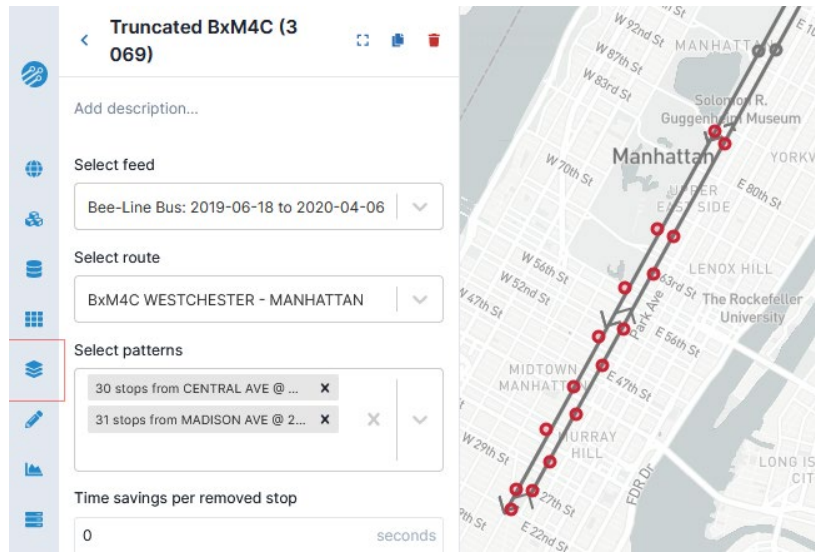 Truncated BxM4C (3
069)
Add description...
Select feed
Bee-Line Bus: 2019-06-18 to 2020-04-06
Select route
BxM4C WESTCHESTER - MANHATTAN
Select patterns
30 stops from CENTRAL AVE @ ...
31 stops from MADISON AVE @ 2...
Time savings per removed stop
0
seconds
W 92nd St
MANHATTAN
W 87th St
W 83rd St
Solomon R.
Guggenheim Museum
Manhattan
YORKV
W 70th St
UPPER
EAST SIDE
E 80th St
W 56th St
LENOX HILL
W 52nd St
63rd St
W 47th St
The Rockefeller
University
Park Ave
E 56th St
MIDTOWN
MANHATTAN
E 47th St
W 29th St
MURRAY
HILL
LONG IS
CIT
FDR Dr
27th St
9th St
E 22nd St
E 10